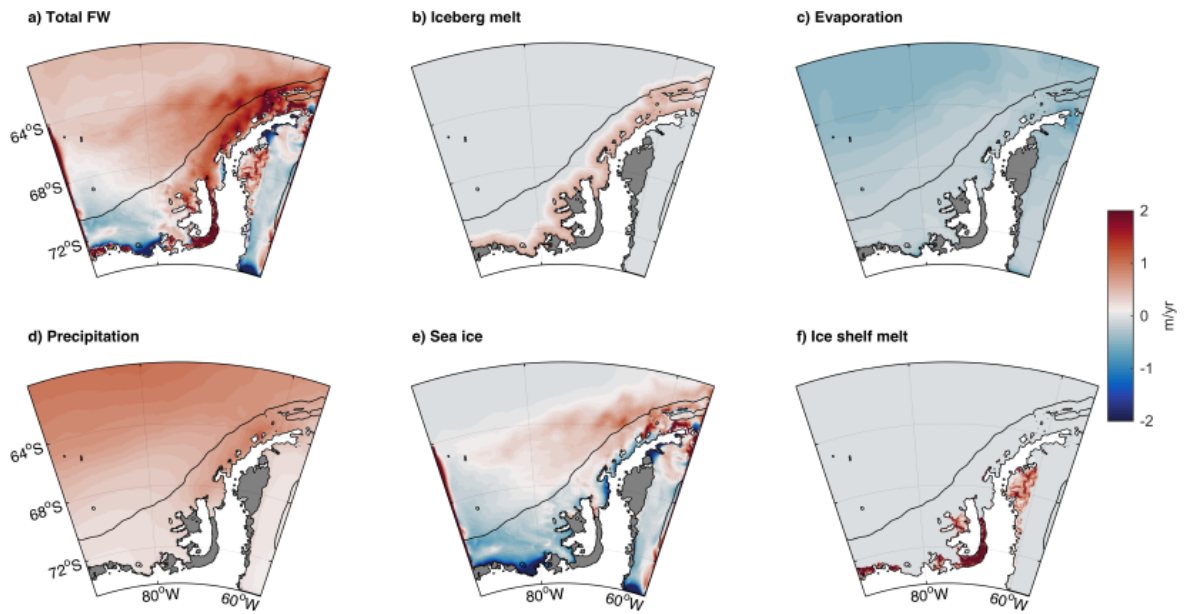 a) Total FW
b) Iceberg melt
c) Evaporation
64°S
68°S
72°S
2
1
0
-1
-2
m/yr
d) Precipitation
e) Sea ice
f) Ice shelf melt
64°S
68°S
72°S
80°W
60°W
80°W
60°W
80°W
60°W